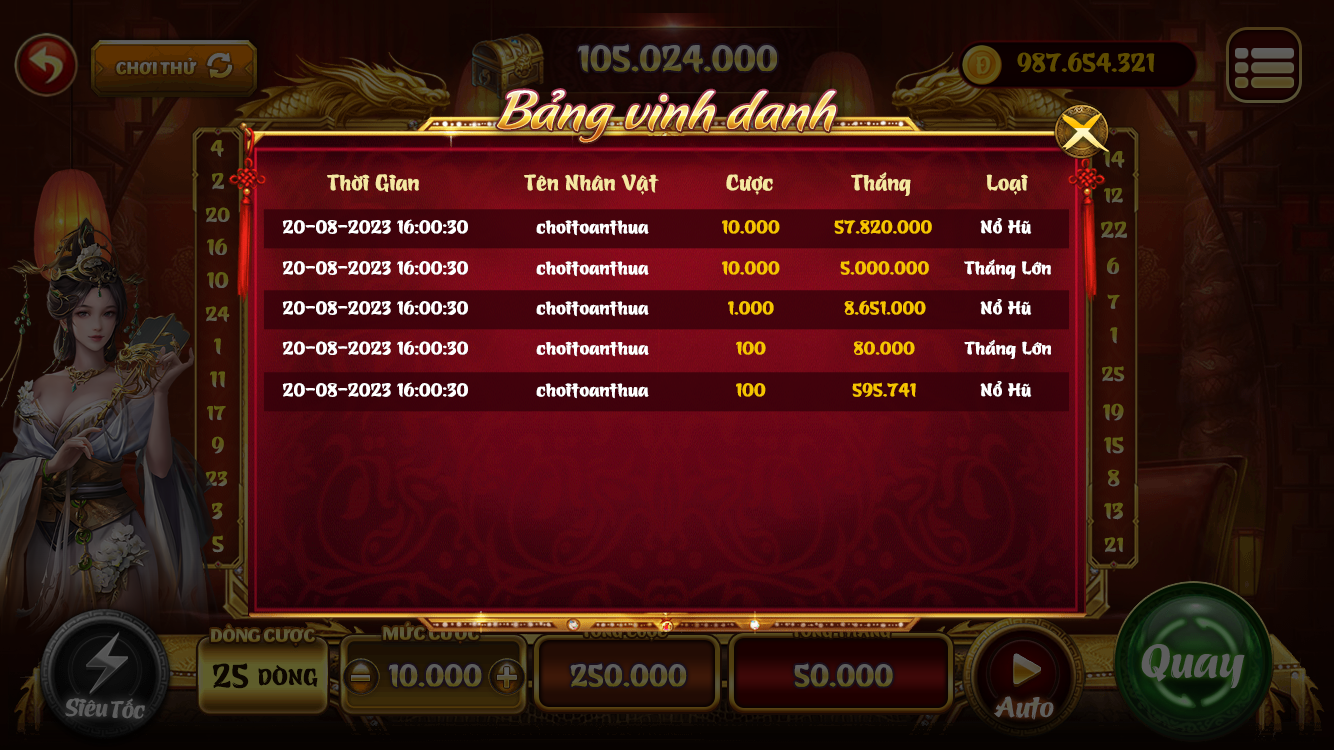 CHƠI THỬ
105.024.000
987.654.321
Bảng vinh danh
Thời Gian Tên Nhân Vật Cược Thắng Loại
20-08-2023 16:00:30 choitoanthua 10.000 57.820.000 Nổ Hũ
20-08-2023 16:00:30 choitoanthua 10.000 5.000.000 Thắng Lớn
20-08-2023 16:00:30 choitoanthua 1.000 8.651.000 Nổ Hũ
20-08-2023 16:00:30 choitoanthua 100 80.000 Thắng Lớn
20-08-2023 16:00:30 choitoanthua 100 595.741 Nổ Hũ
4
2
20
16
10
24
1
11
17
9
23
3
5
14
12
22
6
7
1
25
19
15
8
13
21
Siêu Tốc
DÒNG CƯỢC
25 DÒNG
MỨC CƯỢC
10.000
250.000
50.000
Auto
Quay